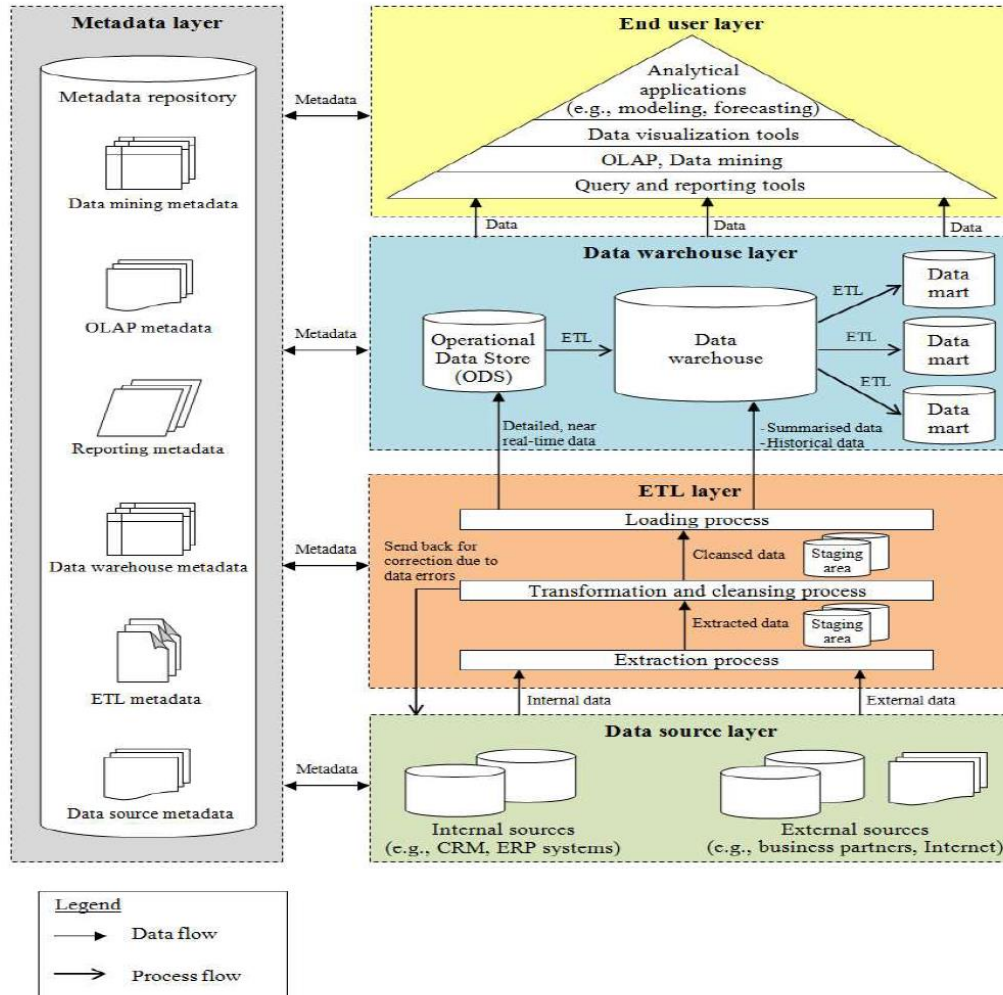 Metadata layer
Metadata repository
Data mining metadata
OLAP metadata
Reporting metadata
Data warehouse metadata
ETL metadata
Data source metadata
Metadata
Metadata
Metadata
Metadata
End user layer
Analytical
applications
(e.g., modeling, forecasting)
Data visualization tools
OLAP, Data mining
Query and reporting tools
Data
Data
Data
Data warehouse layer
Operational
Data Store
(ODS)
ETL
Data
warehouse
ETL
ETL
ETL
Data
mart
Data
mart
Data
mart
Detailed, near
real-time data
- Summarised data
-Historical data
ETL layer
Loading process
Send back for
correction due to
data errors
Cleansed data
Staging
area
Transformation and cleansing process
Extracted data
Staging
area
Extraction process
Internal data
External data
Data source layer
Internal sources
(e.g., CRM, ERP systems)
External sources
(e.g., business partners, Internet)
Legend
Data flow
Process flow